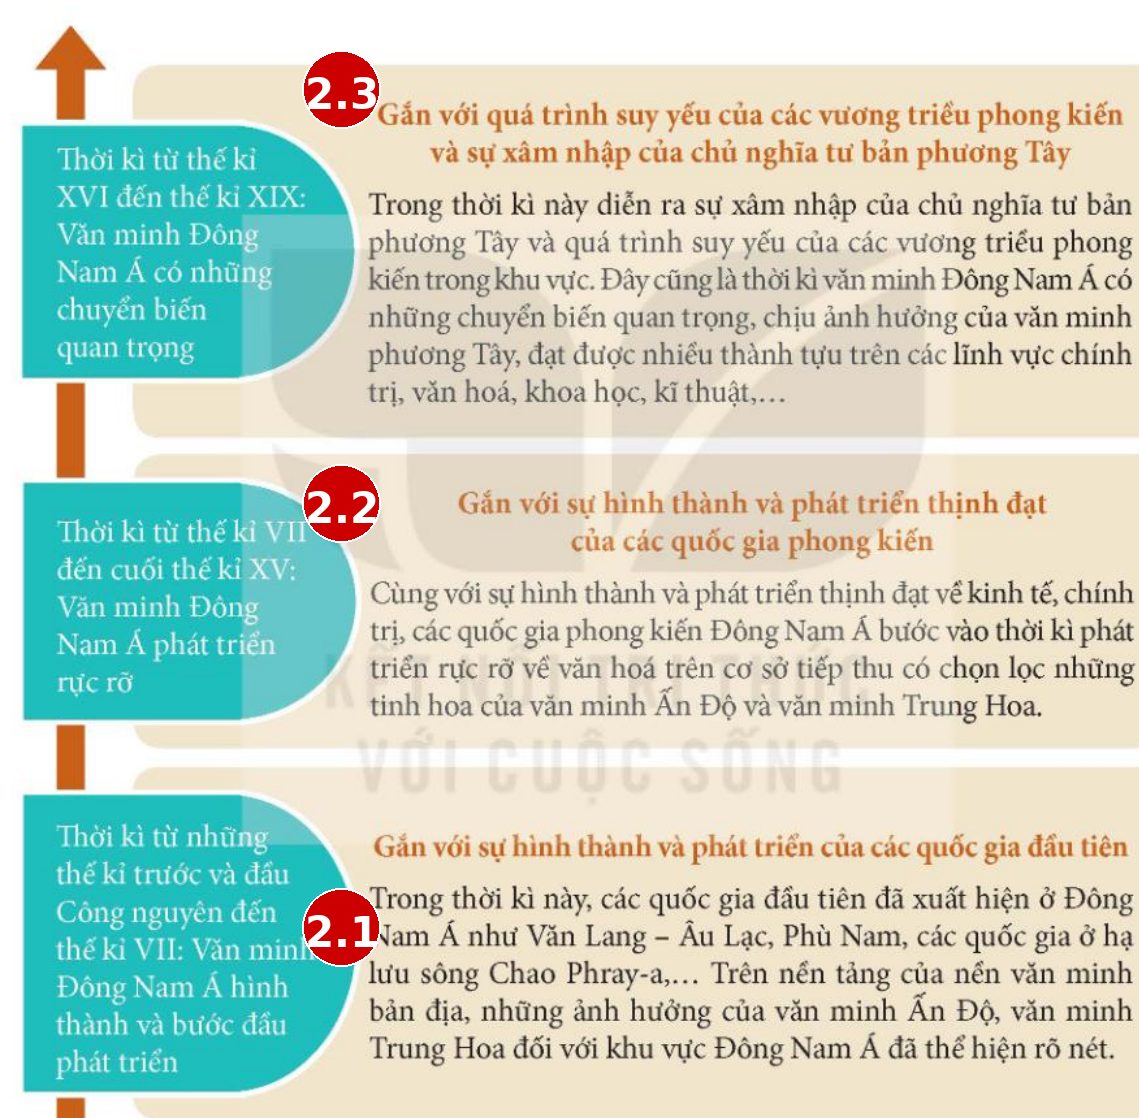 2.3
Gắn với quá trình suy yếu của các vương triều phong kiến
và sự xâm nhập của chủ nghĩa tư bản phương Tây
Thời kì từ thế kỉ
XVI đến thế kỉ XIX:
Văn minh Đông
Nam Á có những
chuyển biến
quan trọng
Trong thời kì này diễn ra sự xâm nhập của chủ nghĩa tư bản
phương Tây và quá trình suy yếu của các vương triều phong
kiến trong khu vực. Đây cũng là thời kì văn minh Đông Nam Á có
những chuyển biến quan trọng, chịu ảnh hưởng của văn minh
phương Tây, đạt được nhiều thành tựu trên các lĩnh vực chính
trị, văn hoá, khoa học, kĩ thuật,…
2.2
Gắn với sự hình thành và phát triển thịnh đạt
của các quốc gia phong kiến
Thời kì từ thế kỉ VII
đến cuối thế kỉ XV:
Văn minh Đông
Nam Á phát triển
rực rỡ
Cùng với sự hình thành và phát triển thịnh đạt về kinh tế, chính
trị, các quốc gia phong kiến Đông Nam Á bước vào thời kì phát
triển rực rỡ về văn hoá trên cơ sở tiếp thu có chọn lọc những
tinh hoa của văn minh Ấn Độ và văn minh Trung Hoa.
KẾT NỐI TRI THỨC
VỚI CUỘC SỐNG
Gắn với sự hình thành và phát triển của các quốc gia đầu tiên
Thời kì từ những
thế kỉ trước và đầu
Công nguyên đến
thế kỉ VII: Văn minh
Đông Nam Á hình
thành và bước đầu
phát triển
2.1
Trong thời kì này, các quốc gia đầu tiên đã xuất hiện ở Đông
Nam Á như Văn Lang – Âu Lạc, Phù Nam, các quốc gia ở hạ
lưu sông Chao Phray-a,… Trên nền tảng của nền văn minh
bản địa, những ảnh hưởng của văn minh Ấn Độ, văn minh
Trung Hoa đối với khu vực Đông Nam Á đã thể hiện rõ nét.